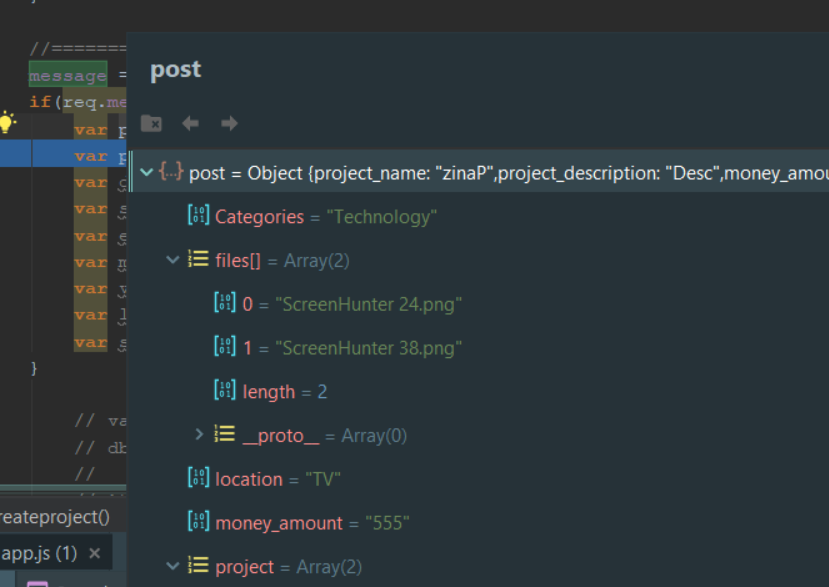 //=======
message =
if(req.me
var p
var p
var g
var s
var e
var m
var y
var l
var s
}
// va
// db
//
reateproject()
app.js (1) ×
post
{...} post = Object {project_name: "zinaP",project_description: "Desc",money_amou
Categories = "Technology"
files[] = Array(2)
0 = "ScreenHunter 24.png"
1 = "ScreenHunter 38.png"
length = 2
__proto__ = Array(0)
location = "TV"
money_amount = "555"
project = Array(2)